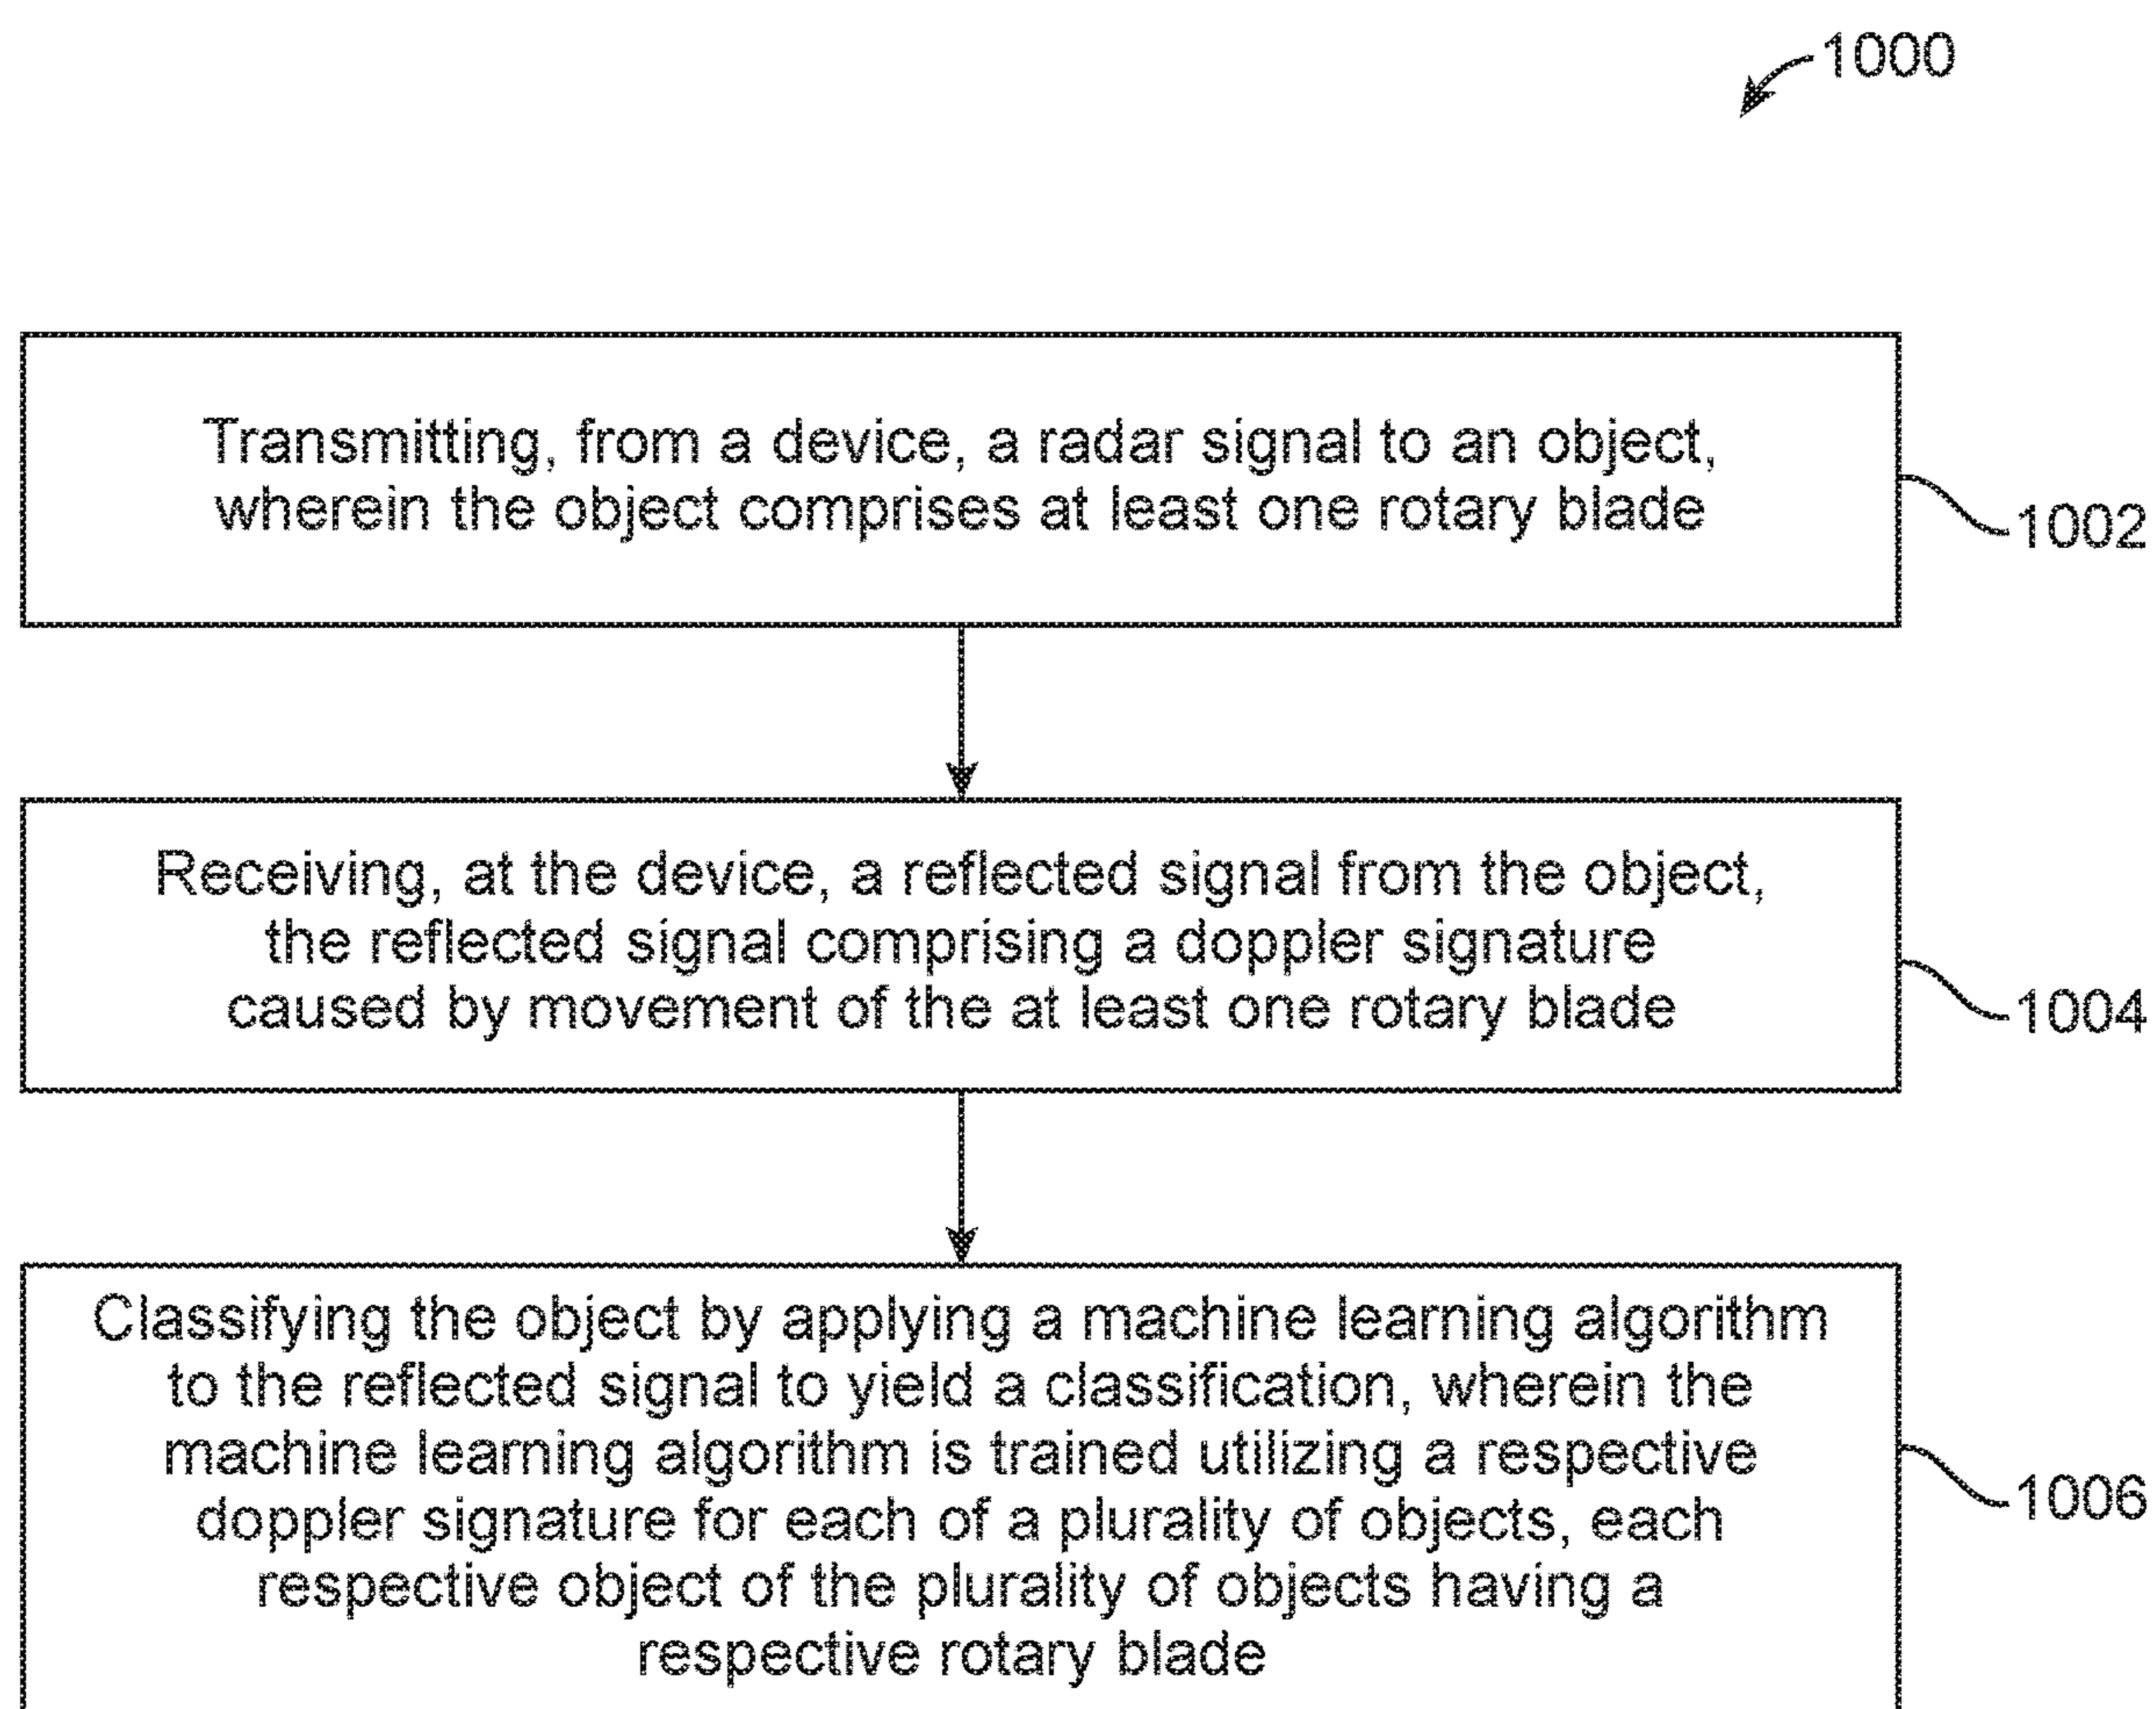 1000
Transmitting, from a device, a radar signal to an object,
wherein the object comprises at least one rotary blade
1002
Receiving, at the device, a reflected signal from the object,
the reflected signal comprising a doppler signature
caused by movement of the at least one rotary blade
1004
Classifying the object by applying a machine learning algorithm
to the reflected signal to yield a classification, wherein the
machine learning algorithm is trained utilizing a respective
doppler signature for each of a plurality of objects, each
respective object of the plurality of objects having a
respective rotary blade
1006